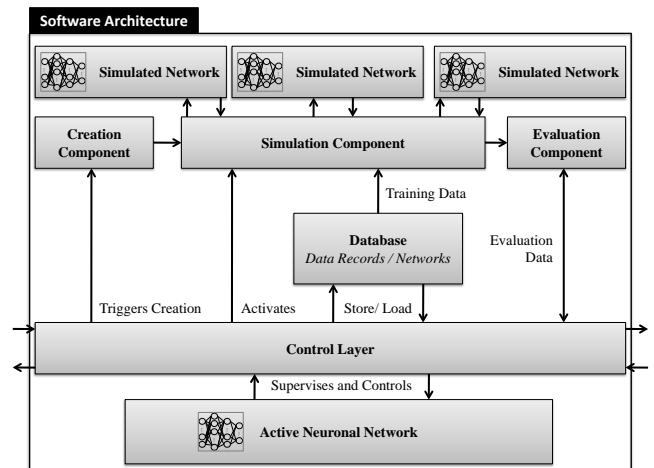 Software Architecture
Simulated Network
Simulated Network
Simulated Network
Creation
Component
Simulation Component
Evaluation
Component
Training Data
Database
Data Records / Networks
Evaluation
Data
Triggers Creation
Activates
Store/ Load
Control Layer
Supervises and Controls
Active Neuronal Network